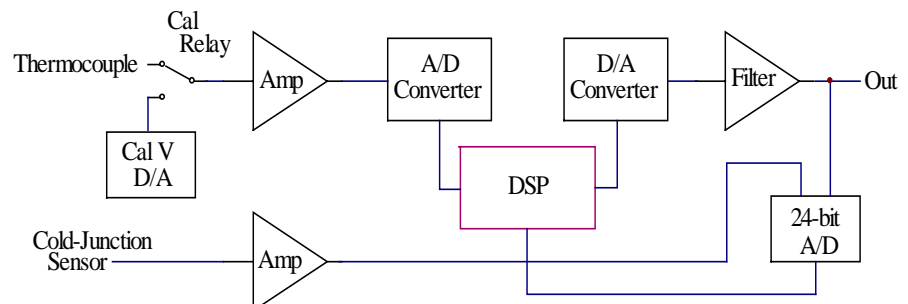 Cal
Relay
Thermocouple
Amp
A/D
Converter
D/A
Converter
Filter
Out
Cal V
D/A
DSP
24-bit
A/D
Cold-Junction
Sensor
Amp